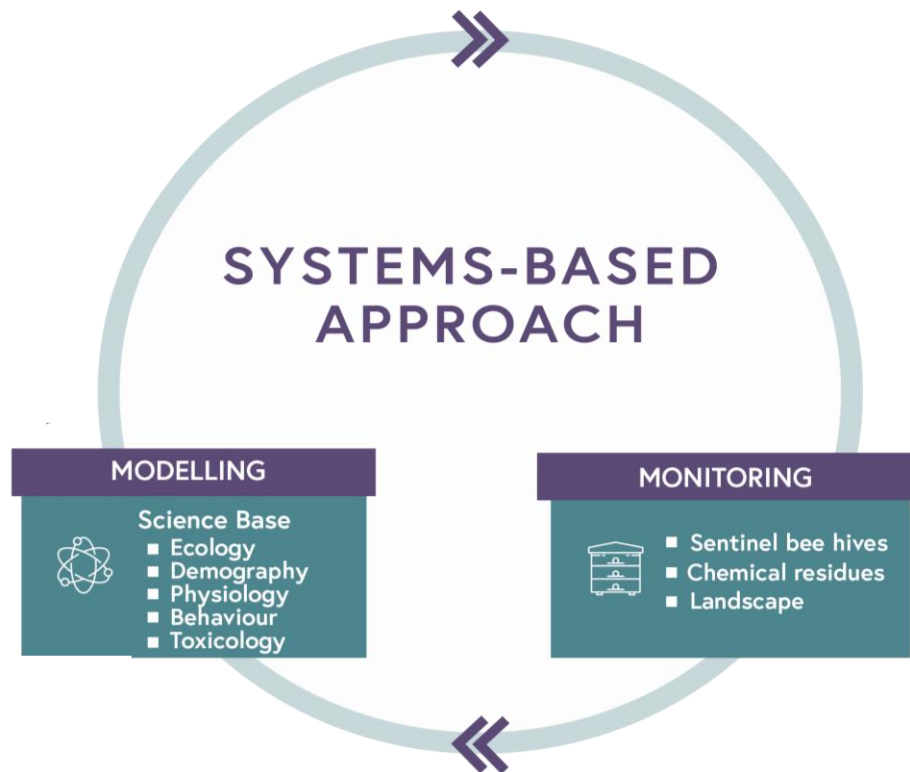 SYSTEMS-BASED
APPROACH
MODELLING
Science Base
Ecology
Demography
Physiology
Behaviour
Toxicology
MONITORING
Sentinel bee hives
Chemical residues
Landscape